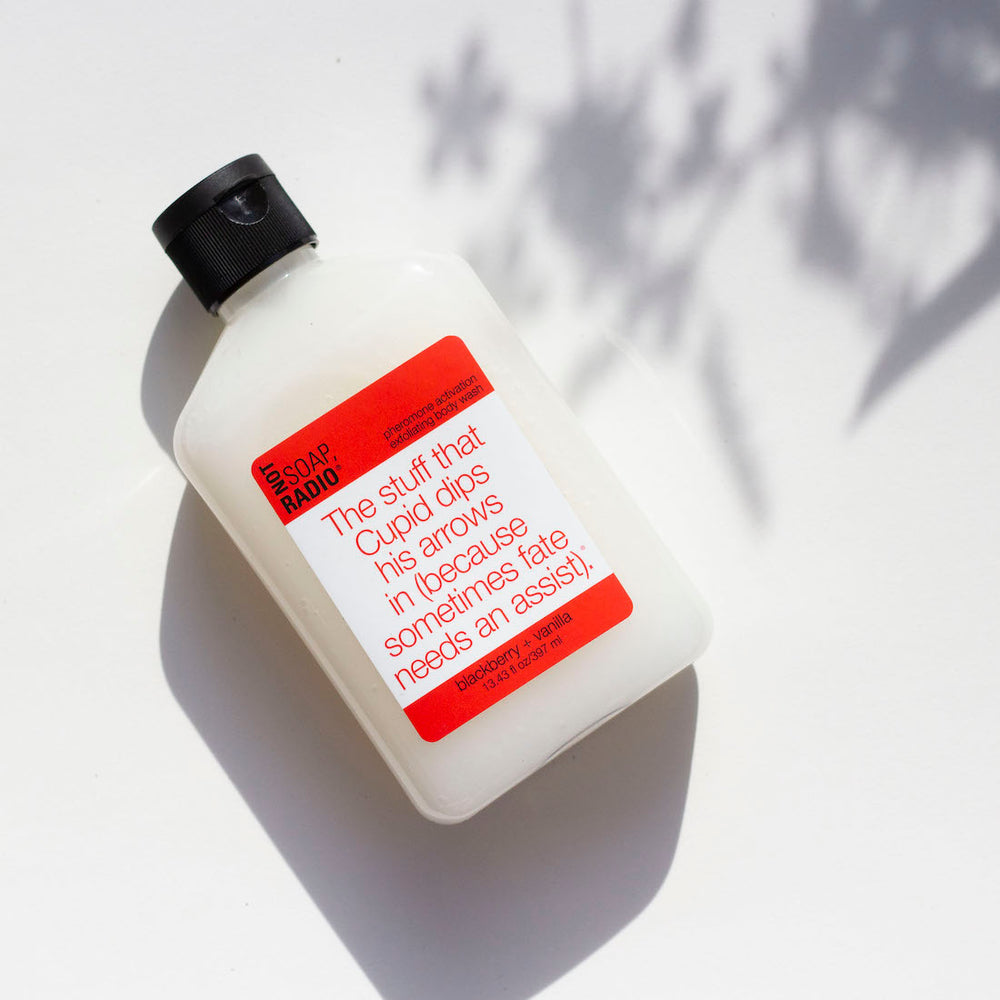 NOT
SOAP,
RADIO®
pheromone activation
exfoliating body wash
The stuff that
Cupid dips
his arrows
in (because
sometimes fate
needs an assist).®
blackberry + vanilla
13.43 fl oz/397 ml